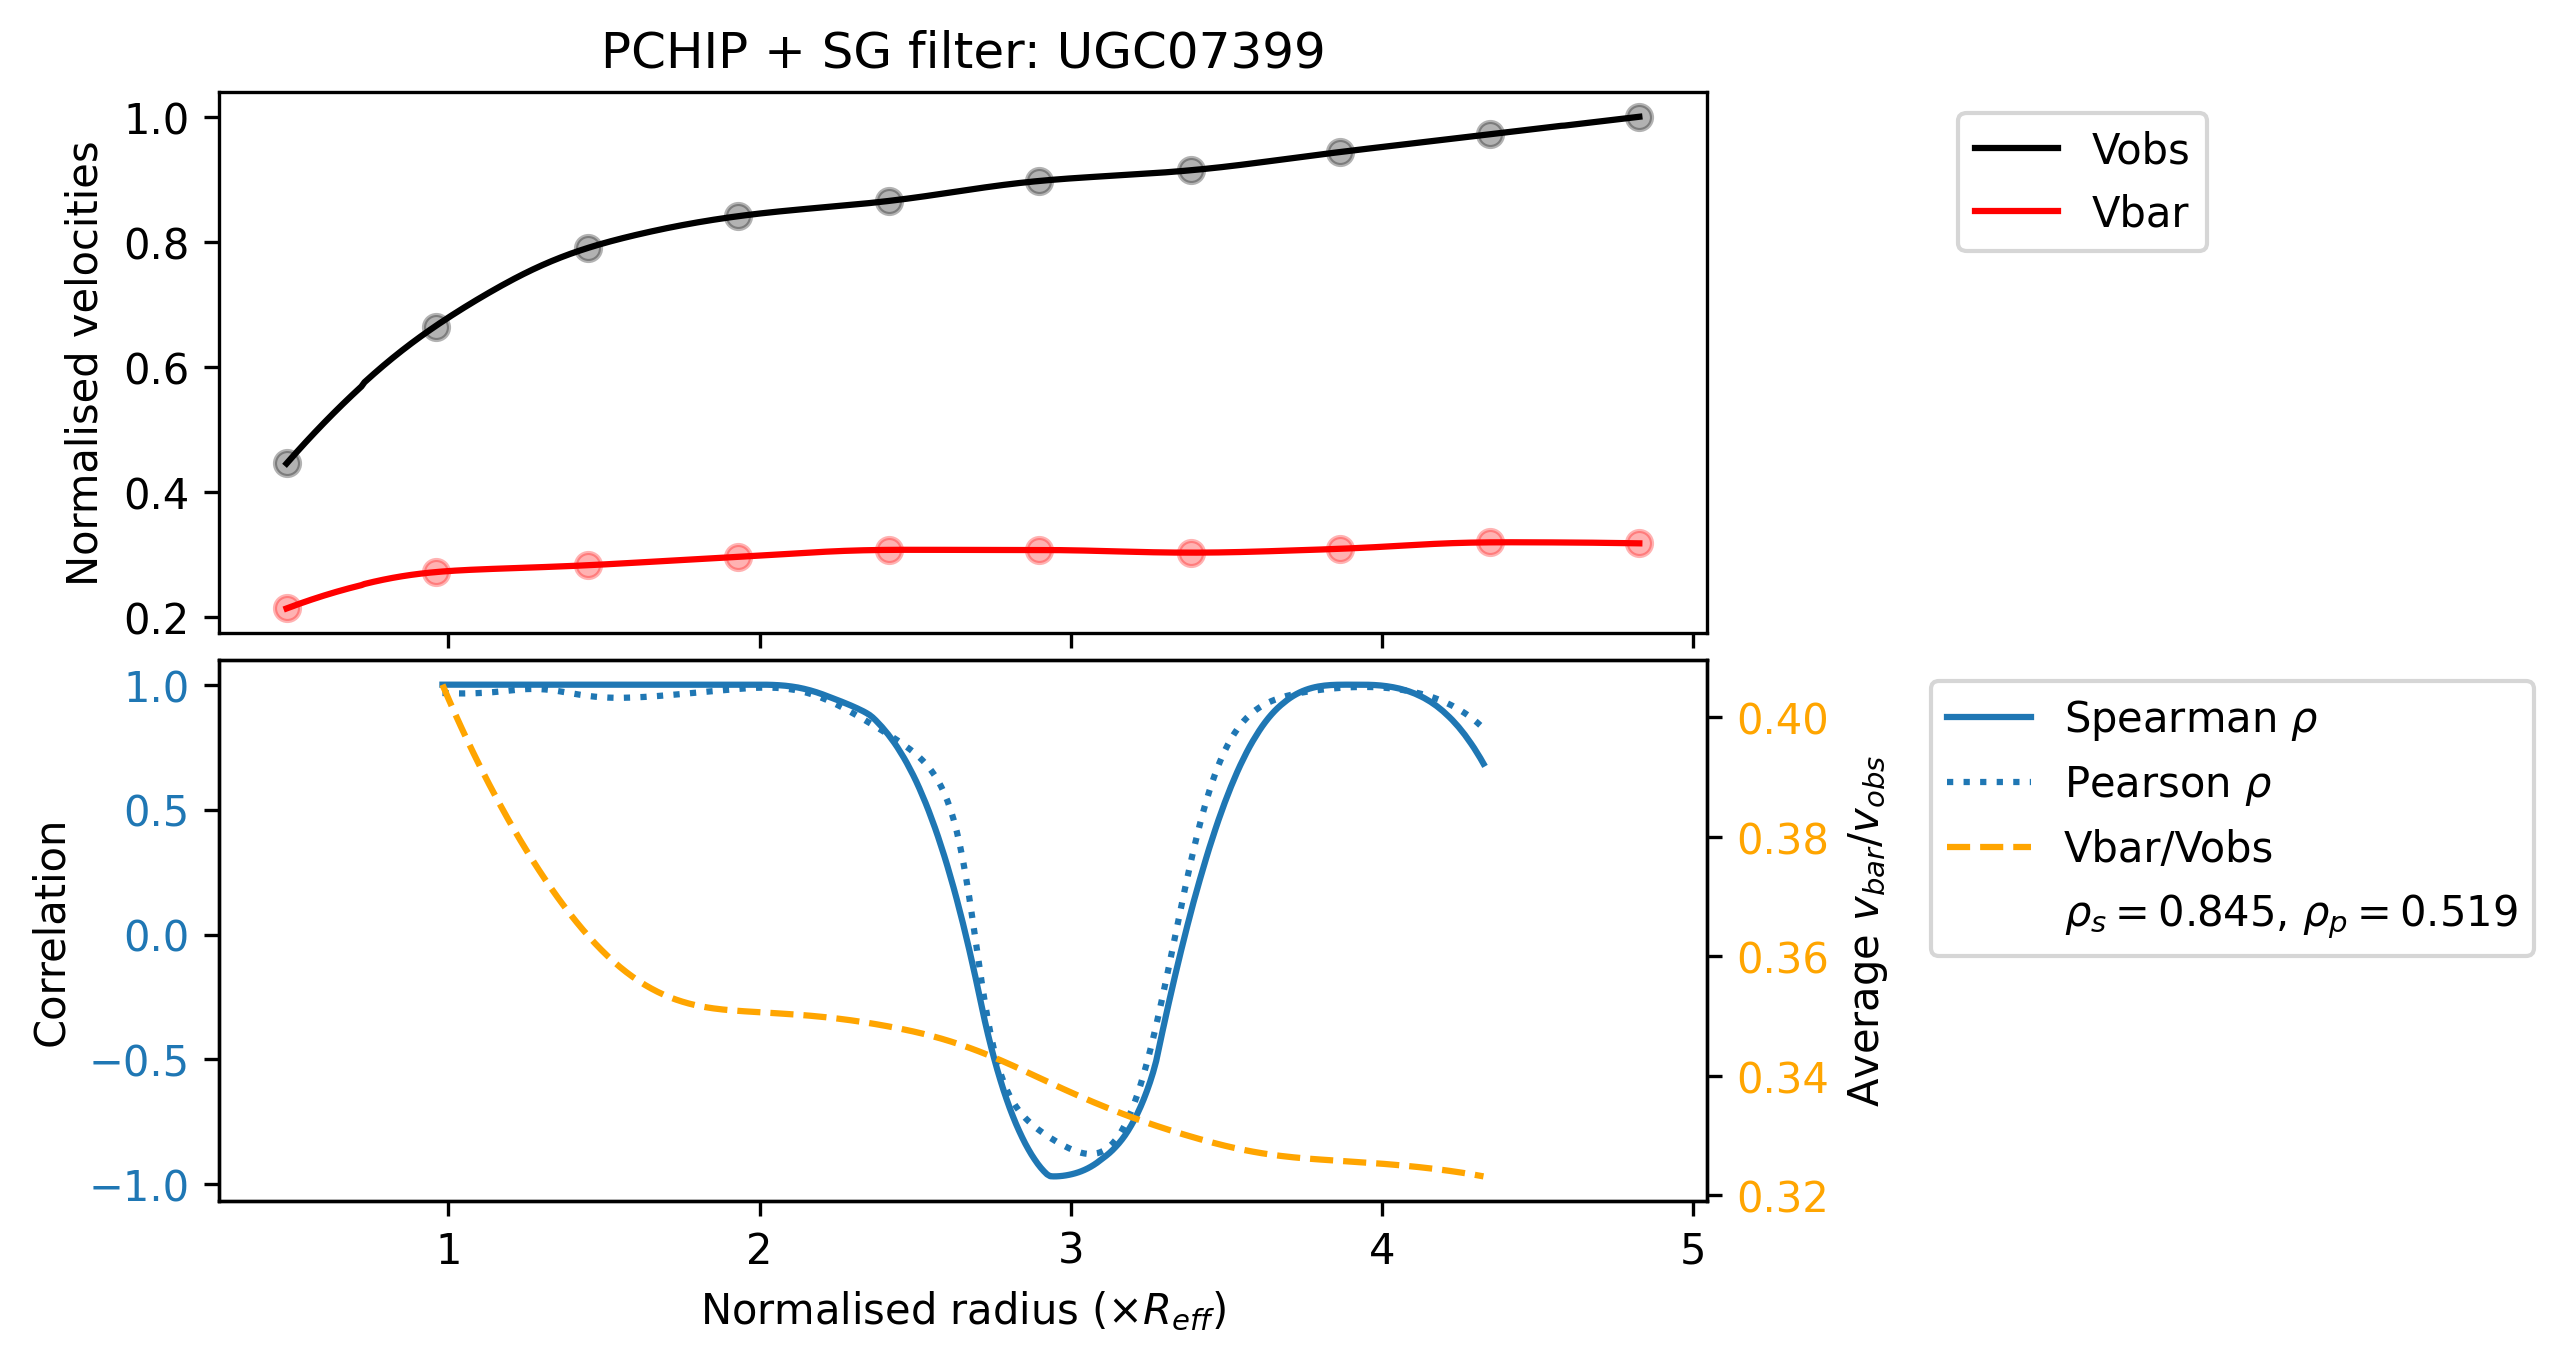 PCHIP + SG filter: UGC07399
Normalised velocities
1.0
0.8
0.6
0.4
0.2
Vobs
Vbar
Correlation
1.0
0.5
0.0
−0.5
−1.0
0.40
0.38
0.36
0.34
0.32
Average v_bar/v_obs
Spearman ρ
Pearson ρ
Vbar/Vobs
ρ_s = 0.845, ρ_p = 0.519
1 2 3 4 5
Normalised radius (×R_eff)